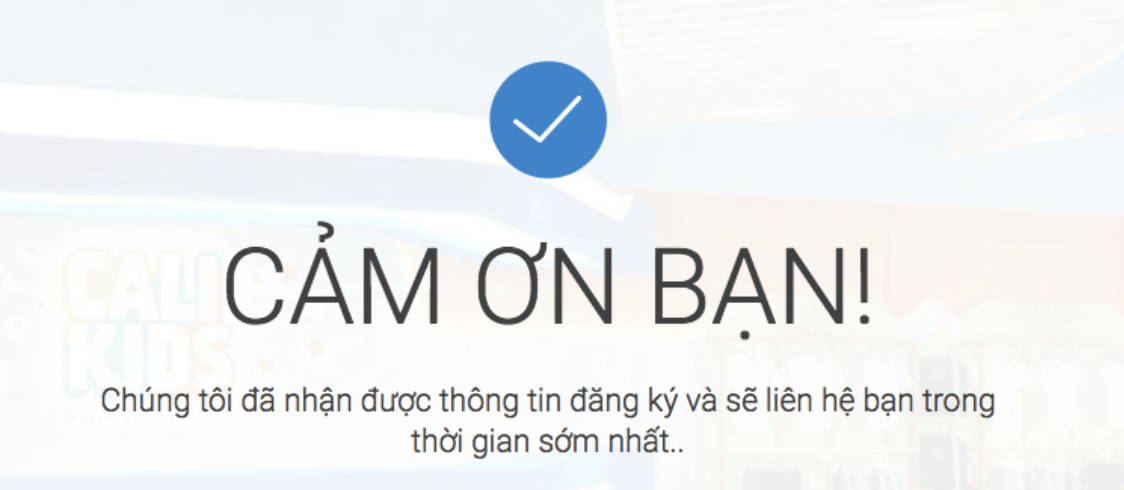 CẢM ƠN BẠN!
CALI
KIDS
Chúng tôi đã nhận được thông tin đăng ký và sẽ liên hệ bạn trong
thời gian sớm nhất..